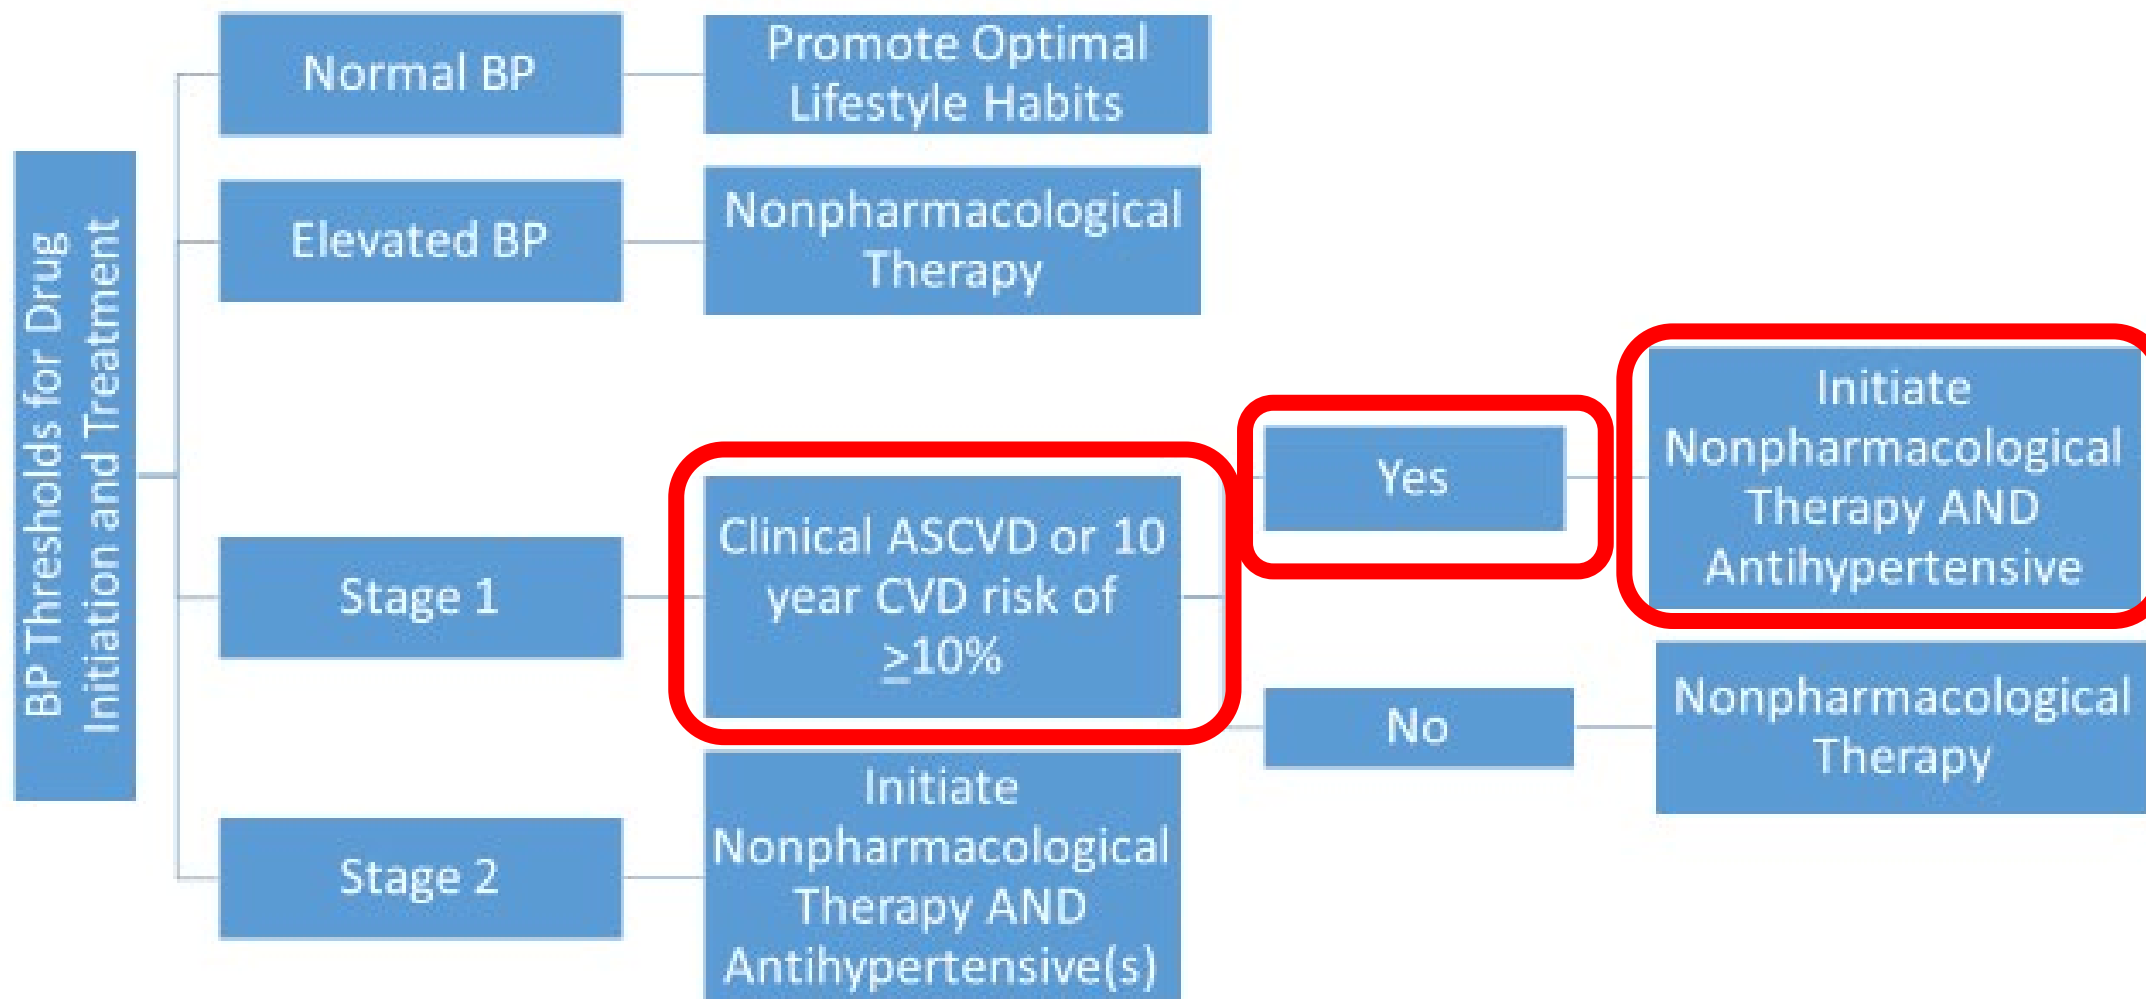 BP Thresholds for Drug
Initiation and Treatment
Normal BP
Promote Optimal
Lifestyle Habits
Elevated BP
Nonpharmacological
Therapy
Stage 1
Clinical ASCVD or 10
year CVD risk of
≥10%
Yes
Initiate
Nonpharmacological
Therapy AND
Antihypertensive
No
Nonpharmacological
Therapy
Stage 2
Initiate
Nonpharmacological
Therapy AND
Antihypertensive(s)